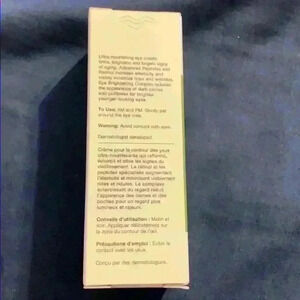 Ultra-nourishing eye cream
firms, brightens and targets signs
of aging. Advanced Peptides and
Retinol increase elasticity and
visibly minimize lines and wrinkles.
Eye Brightening Complex reduces
the appearance of dark circles
and puffiness for brighter,
younger-looking eyes.
To Use: AM and PM. Gently pat
around the eye area.
Warning: Avoid contact with eyes.
Dermatologist developed.
Crème pour le contour des yeux
ultra-nourrissante qui raffermit,
éclaircit et cible les signes du
vieillissement. Le rétinol et les
peptides spécialisés augmentent
l'élasticité et minimisent visiblement
rides et ridules. Le complexe
éclaircissant du regard réduit
l'apparence des cernes et des
poches pour un regard plus
lumineux et rajeuni.
Conseils d'utilisation : Matin et
soir. Appliquer délicatement sur
la zone du contour de l'œil.
Précautions d'emploi : Éviter le
contact avec les yeux.
Conçu par des dermatologues.